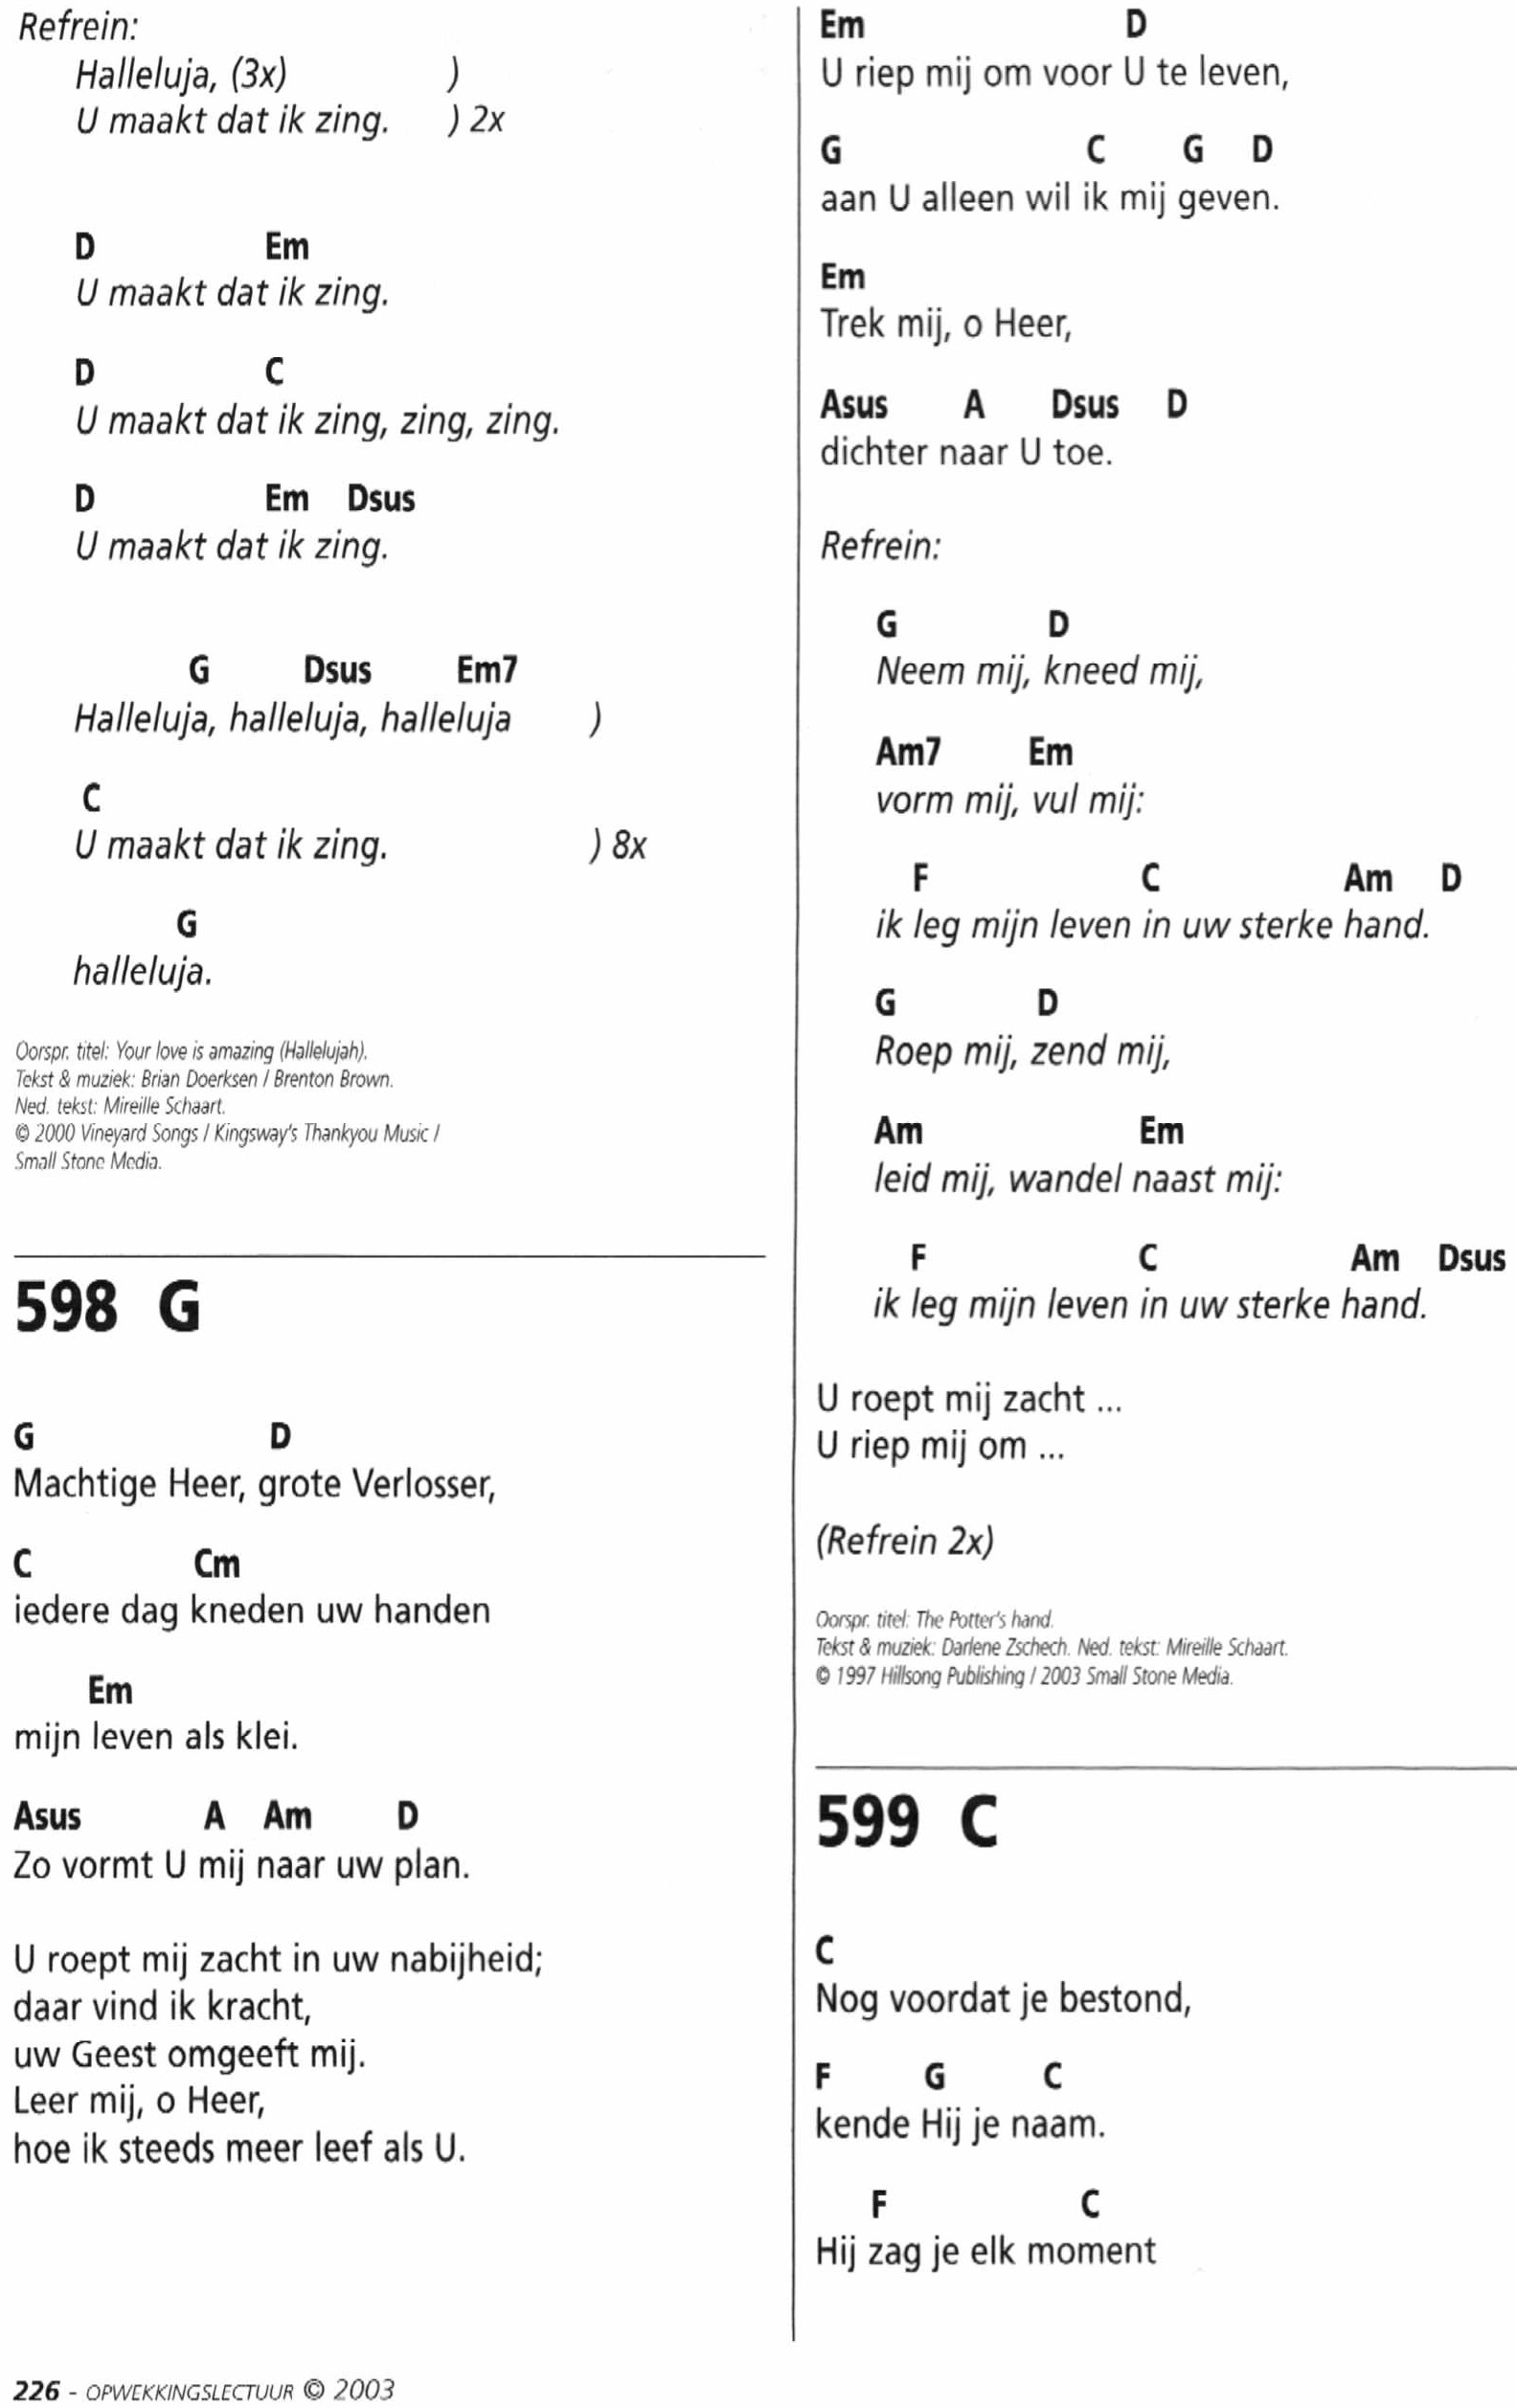 Refrein:
Halleluja, (3x) )
U maakt dat ik zing. ) 2x
D Em
U maakt dat ik zing.
D C
U maakt dat ik zing, zing, zing.
D Em Dsus
U maakt dat ik zing.
G Dsus Em7
Halleluja, halleluja, halleluja )
C
U maakt dat ik zing. ) 8x
G
halleluja.
Oorspr. titel: Your love is amazing (Hallelujah).
Tekst & muziek: Brian Doerksen / Brenton Brown.
Ned. tekst: Mireille Schaart.
© 2000 Vineyard Songs / Kingsway's Thankyou Music /
Small Stone Media.
598 G
G D
Machtige Heer, grote Verlosser,
C Cm
iedere dag kneden uw handen
Em
mijn leven als klei.
Asus A Am D
Zo vormt U mij naar uw plan.
U roept mij zacht in uw nabijheid;
daar vind ik kracht,
uw Geest omgeeft mij.
Leer mij, o Heer,
hoe ik steeds meer leef als U.
Em D
U riep mij om voor U te leven,
G C G D
aan U alleen wil ik mij geven.
Em
Trek mij, o Heer,
Asus A Dsus D
dichter naar U toe.
Refrein:
G D
Neem mij, kneed mij,
Am7 Em
vorm mij, vul mij:
F C Am D
ik leg mijn leven in uw sterke hand.
G D
Roep mij, zend mij,
Am Em
leid mij, wandel naast mij:
F C Am Dsus
ik leg mijn leven in uw sterke hand.
U roept mij zacht ...
U riep mij om ...
(Refrein 2x)
Oorspr. titel: The Potter's hand.
Tekst & muziek: Darlene Zschech. Ned. tekst: Mireille Schaart.
© 1997 Hillsong Publishing / 2003 Small Stone Media.
599 C
C
Nog voordat je bestond,
F G C
kende Hij je naam.
F C
Hij zag je elk moment
226 - OPWEKKINGSLECTUUR © 2003